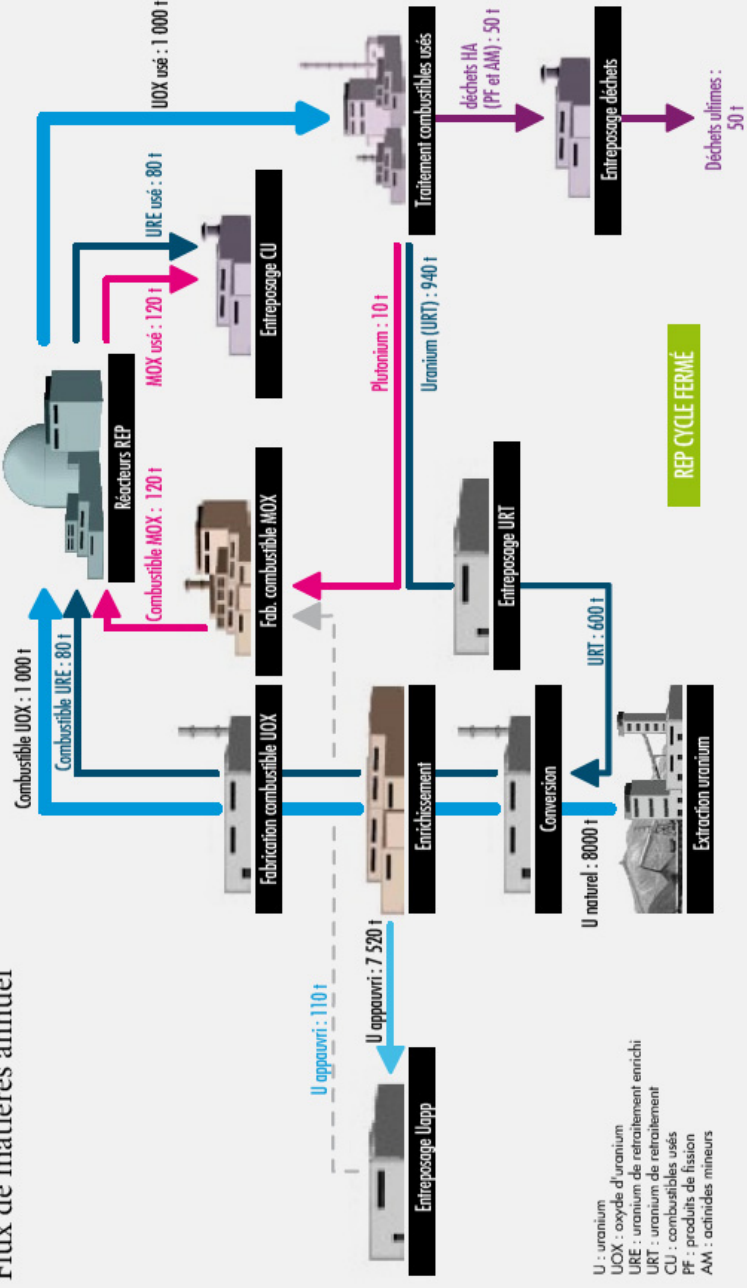 Flux de matières annuel
Combustible UOX : 1 000 t
Combustible URE : 80 t
Réacteurs REP
UOX usé : 1 000 t
Combustible MOX : 120 t
MOX usé : 120 t
URE usé : 80 t
Fabrication combustible UOX
Fab. combustible MOX
Entreposage CU
U appauvri : 110 t
U appauvri : 7 520 t
Entreposage Uapp
Enrichissement
Plutonium : 10 t
Uranium (URT) : 940 t
Traitement combustibles usés
déchets HA
(PF et AM) : 50 t
Conversion
Entreposage URT
URT : 600 t
Entreposage déchets
U naturel : 8000 t
Extraction uranium
REP CYCLE FERMÉ
Déchets ultimes :
50 t
U : uranium
UOX : oxyde d'uranium
URE : uranium de retraitement enrichi
URT : uranium de retraitement
CU : combustibles usés
PF : produits de fission
AM : actinides mineurs